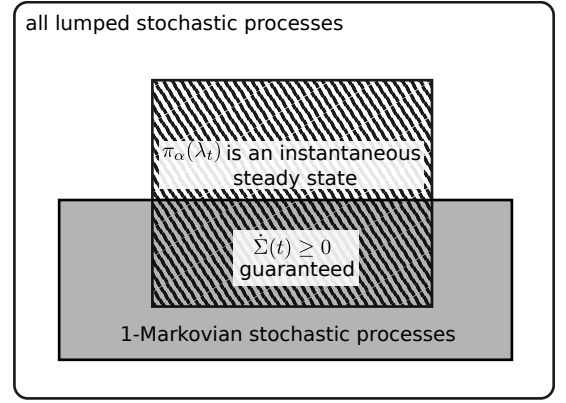 all lumped stochastic processes
π_α(λ_t) is an instantaneous
steady state
Σ̇(t) ≥ 0
guaranteed
1-Markovian stochastic processes